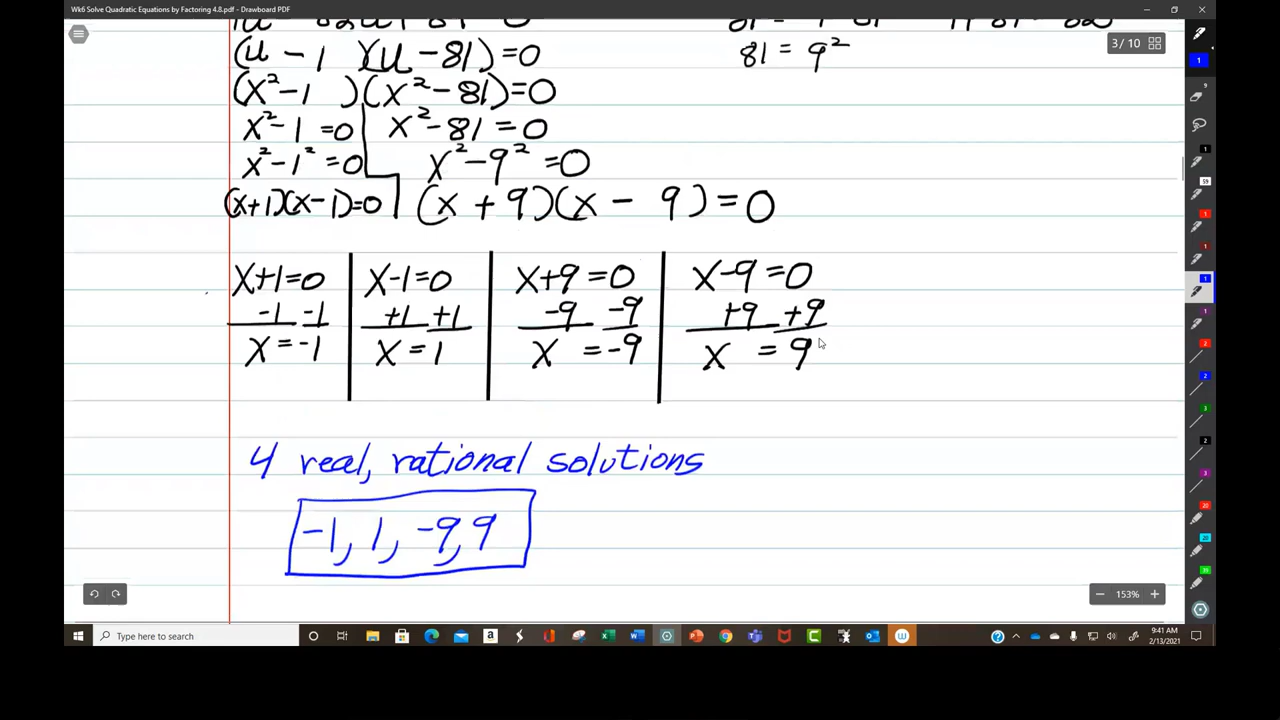 Wk6 Solve Quadratic Equations by Factoring 4.8.pdf - Drawboard PDF
3 / 10
(u - 1 )(u - 81) = 0
81 = 9²
(x² - 1 )(x² - 81) = 0
x² - 1 = 0 x² - 81 = 0
x² - 1² = 0 x² - 9² = 0
(x+1)(x-1)=0 (x + 9)(x - 9) = 0
x+1=0 x-1=0 x+9=0 x-9=0
-1 -1 +1 +1 -9 -9 +9 +9
x = -1 x = 1 x = -9 x = 9
4 real, rational solutions
-1, 1, -9, 9
153%
Type here to search
9:41 AM
2/13/2021